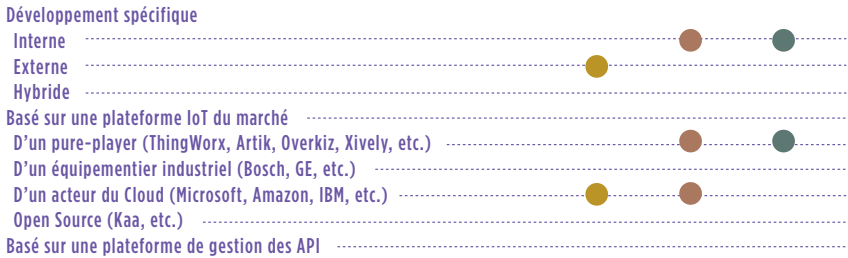 Développement spécifique
Interne
Externe
Hybride
Basé sur une plateforme IoT du marché
D'un pure-player (ThingWorx, Artik, Overkiz, Xively, etc.)
D'un équipementier industriel (Bosch, GE, etc.)
D'un acteur du Cloud (Microsoft, Amazon, IBM, etc.)
Open Source (Kaa, etc.)
Basé sur une plateforme de gestion des API